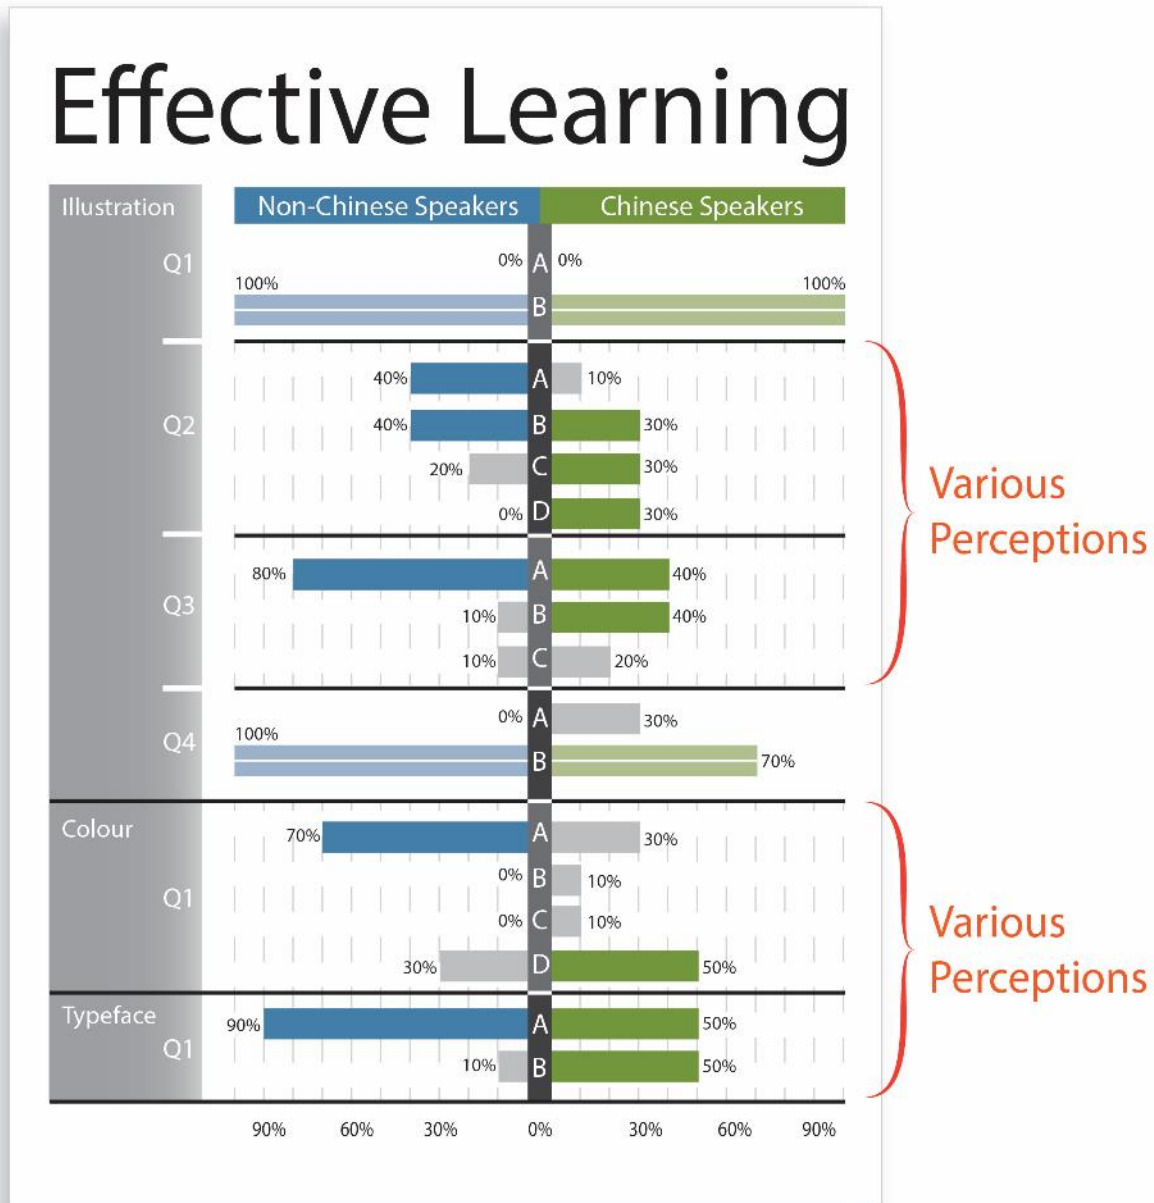 Effective Learning
Illustration
Non-Chinese Speakers
Chinese Speakers
Q1
0% A 0%
100% B 100%
Q2
40% A 10%
40% B 30%
20% C 30%
0% D 30%
Various
Perceptions
Q3
80% A 40%
10% B 40%
10% C 20%
Q4
0% A 30%
100% B 70%
Colour
Q1
70% A 30%
0% B 10%
0% C 10%
30% D 50%
Various
Perceptions
Typeface
Q1
90% A 50%
10% B 50%
90% 60% 30% 0% 30% 60% 90%